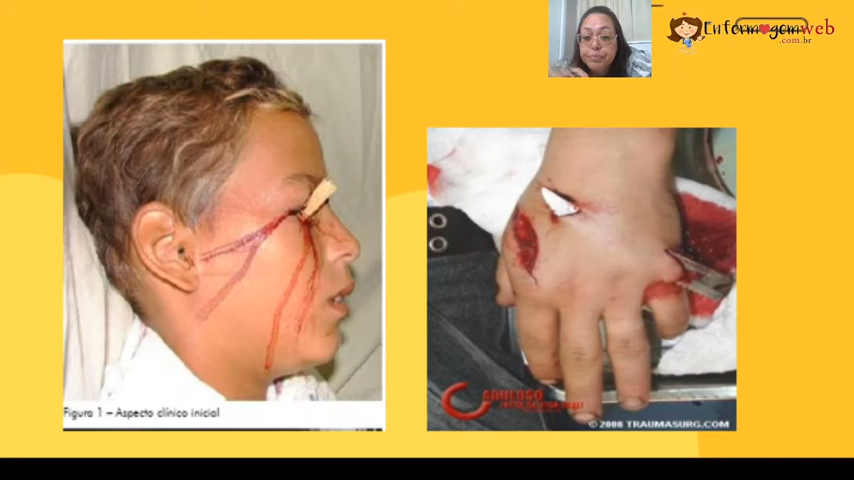 Enfermagemweb
.com.br
Figura 1 – Aspecto clínico inicial
© 2008 TRAUMASURG.COM